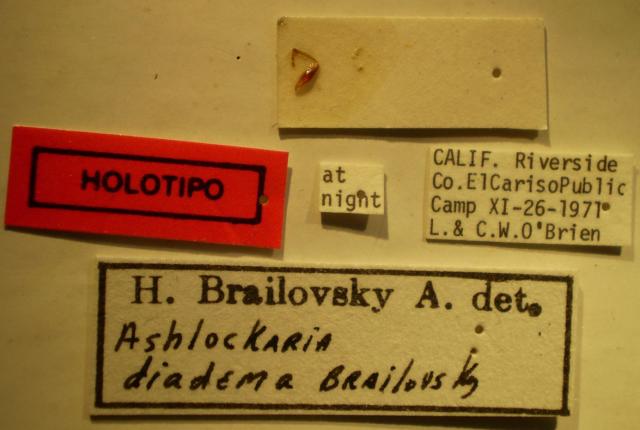 HOLOTIPO
at
night
CALIF. Riverside
Co.ElCarisoPublic
Camp XI-26-1971
L.& C.W.O'Brien
H. Brailovsky A. det.
Ashlockaria
diadema Brailovsky